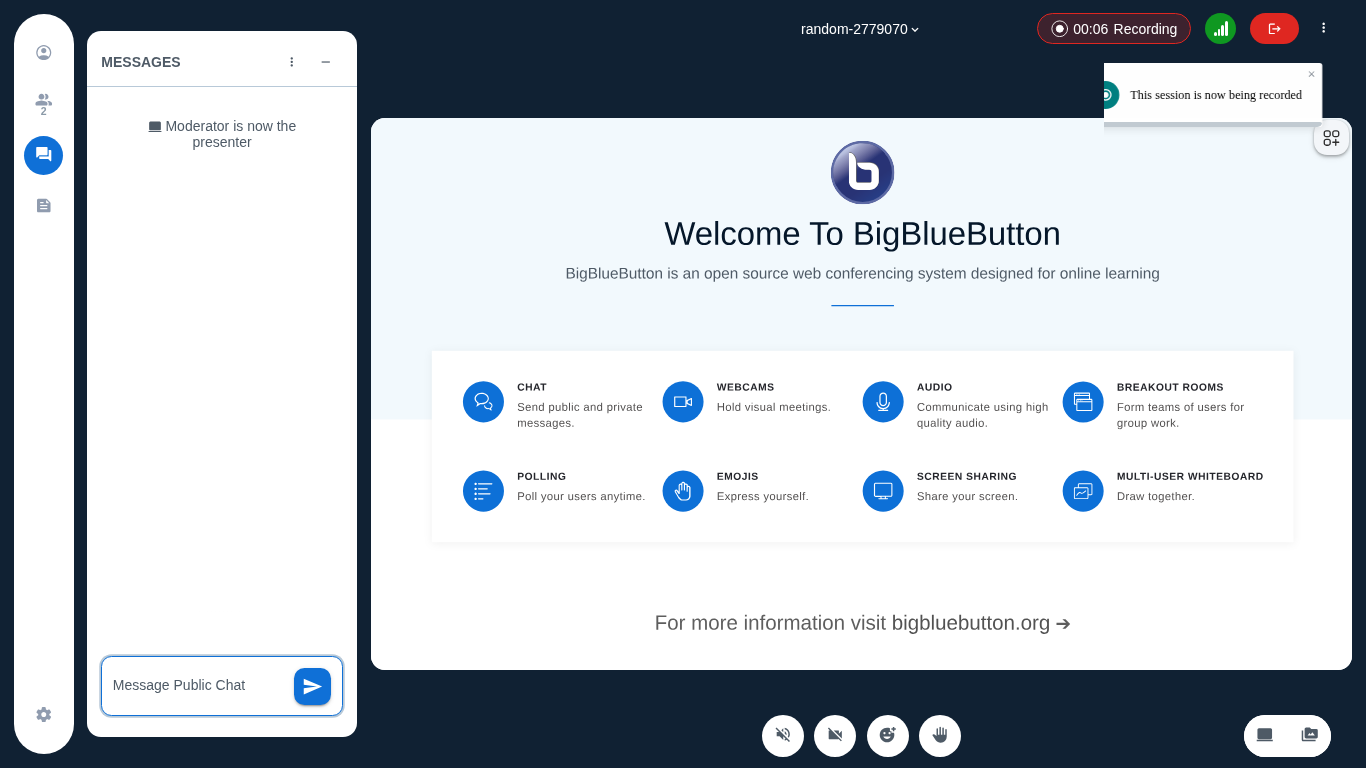 random-2779070
00:06 Recording
This session is now being recorded
2
MESSAGES
Moderator is now the
presenter
Message Public Chat
Welcome To BigBlueButton
BigBlueButton is an open source web conferencing system designed for online learning
CHAT
Send public and private
messages.
WEBCAMS
Hold visual meetings.
AUDIO
Communicate using high
quality audio.
BREAKOUT ROOMS
Form teams of users for
group work.
POLLING
Poll your users anytime.
EMOJIS
Express yourself.
SCREEN SHARING
Share your screen.
MULTI-USER WHITEBOARD
Draw together.
For more information visit bigbluebutton.org ➔